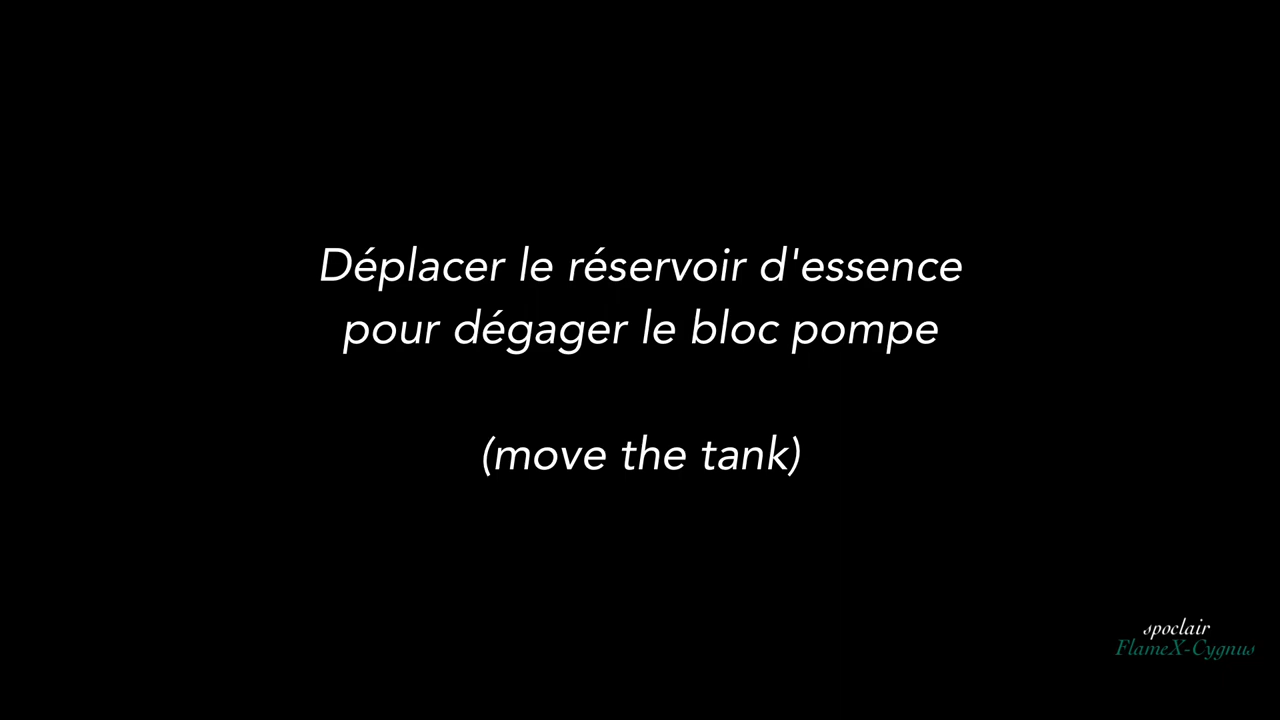 Déplacer le réservoir d'essence
pour dégager le bloc pompe
(move the tank)
spoclair
FlameX-Cygnus